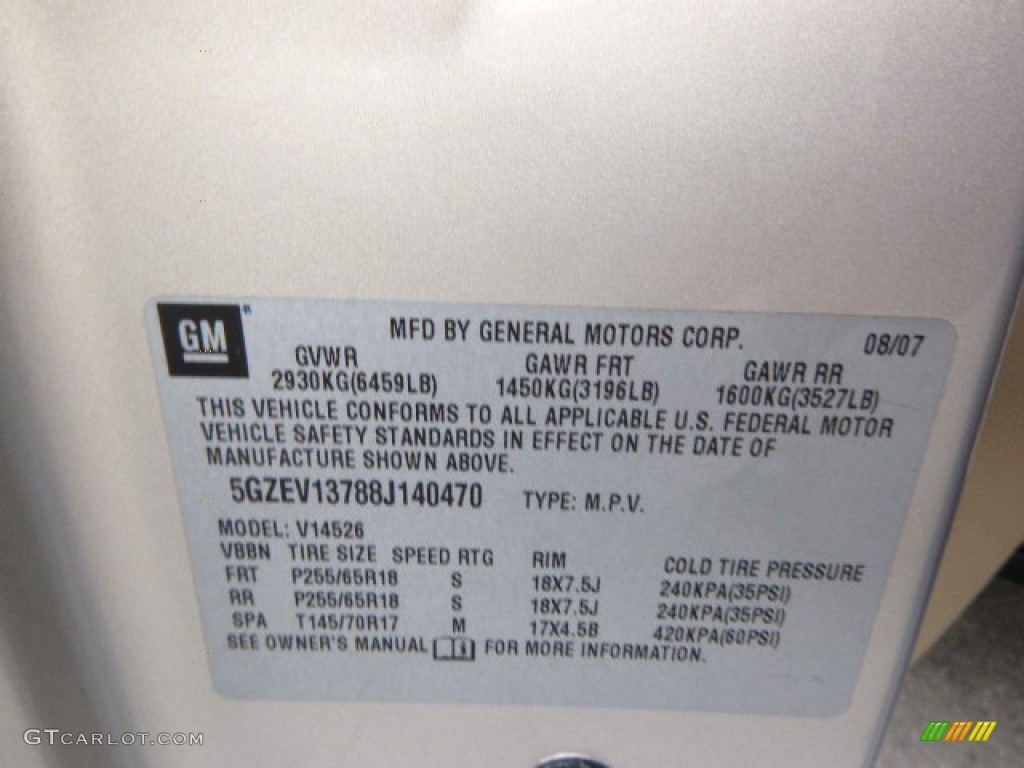 GM®
MFD BY GENERAL MOTORS CORP. 08/07
GVWR GAWR FRT GAWR RR
2930KG(6459LB) 1450KG(3196LB) 1600KG(3527LB)
THIS VEHICLE CONFORMS TO ALL APPLICABLE U.S. FEDERAL MOTOR
VEHICLE SAFETY STANDARDS IN EFFECT ON THE DATE OF
MANUFACTURE SHOWN ABOVE.
5GZEV13788J140470 TYPE: M.P.V.
MODEL: V14526
VBBN TIRE SIZE SPEED RTG RIM COLD TIRE PRESSURE
FRT P255/65R18 S 18X7.5J 240KPA(35PSI)
RR P255/65R18 S 18X7.5J 240KPA(35PSI)
SPA T145/70R17 M 17X4.5B 420KPA(60PSI)
SEE OWNER'S MANUAL FOR MORE INFORMATION.
GTCARLOT.COM